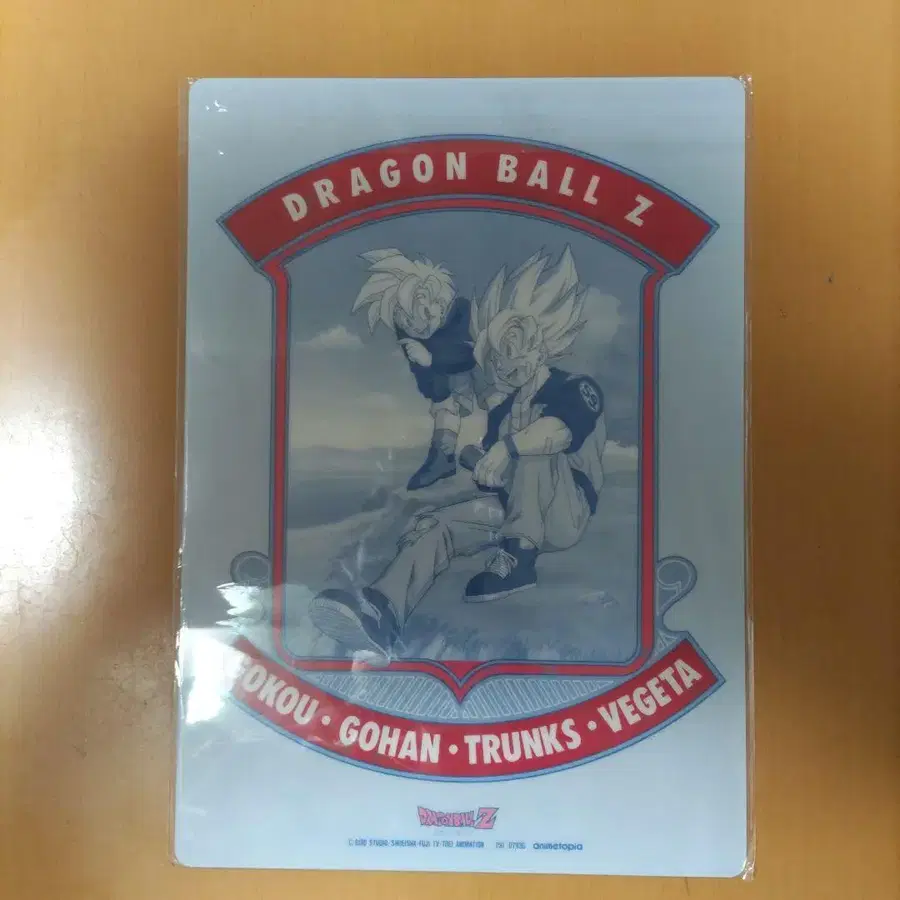 DRAGON BALL Z
GOKOU · GOHAN · TRUNKS · VEGETA
DRAGON BALL Z
animetopia